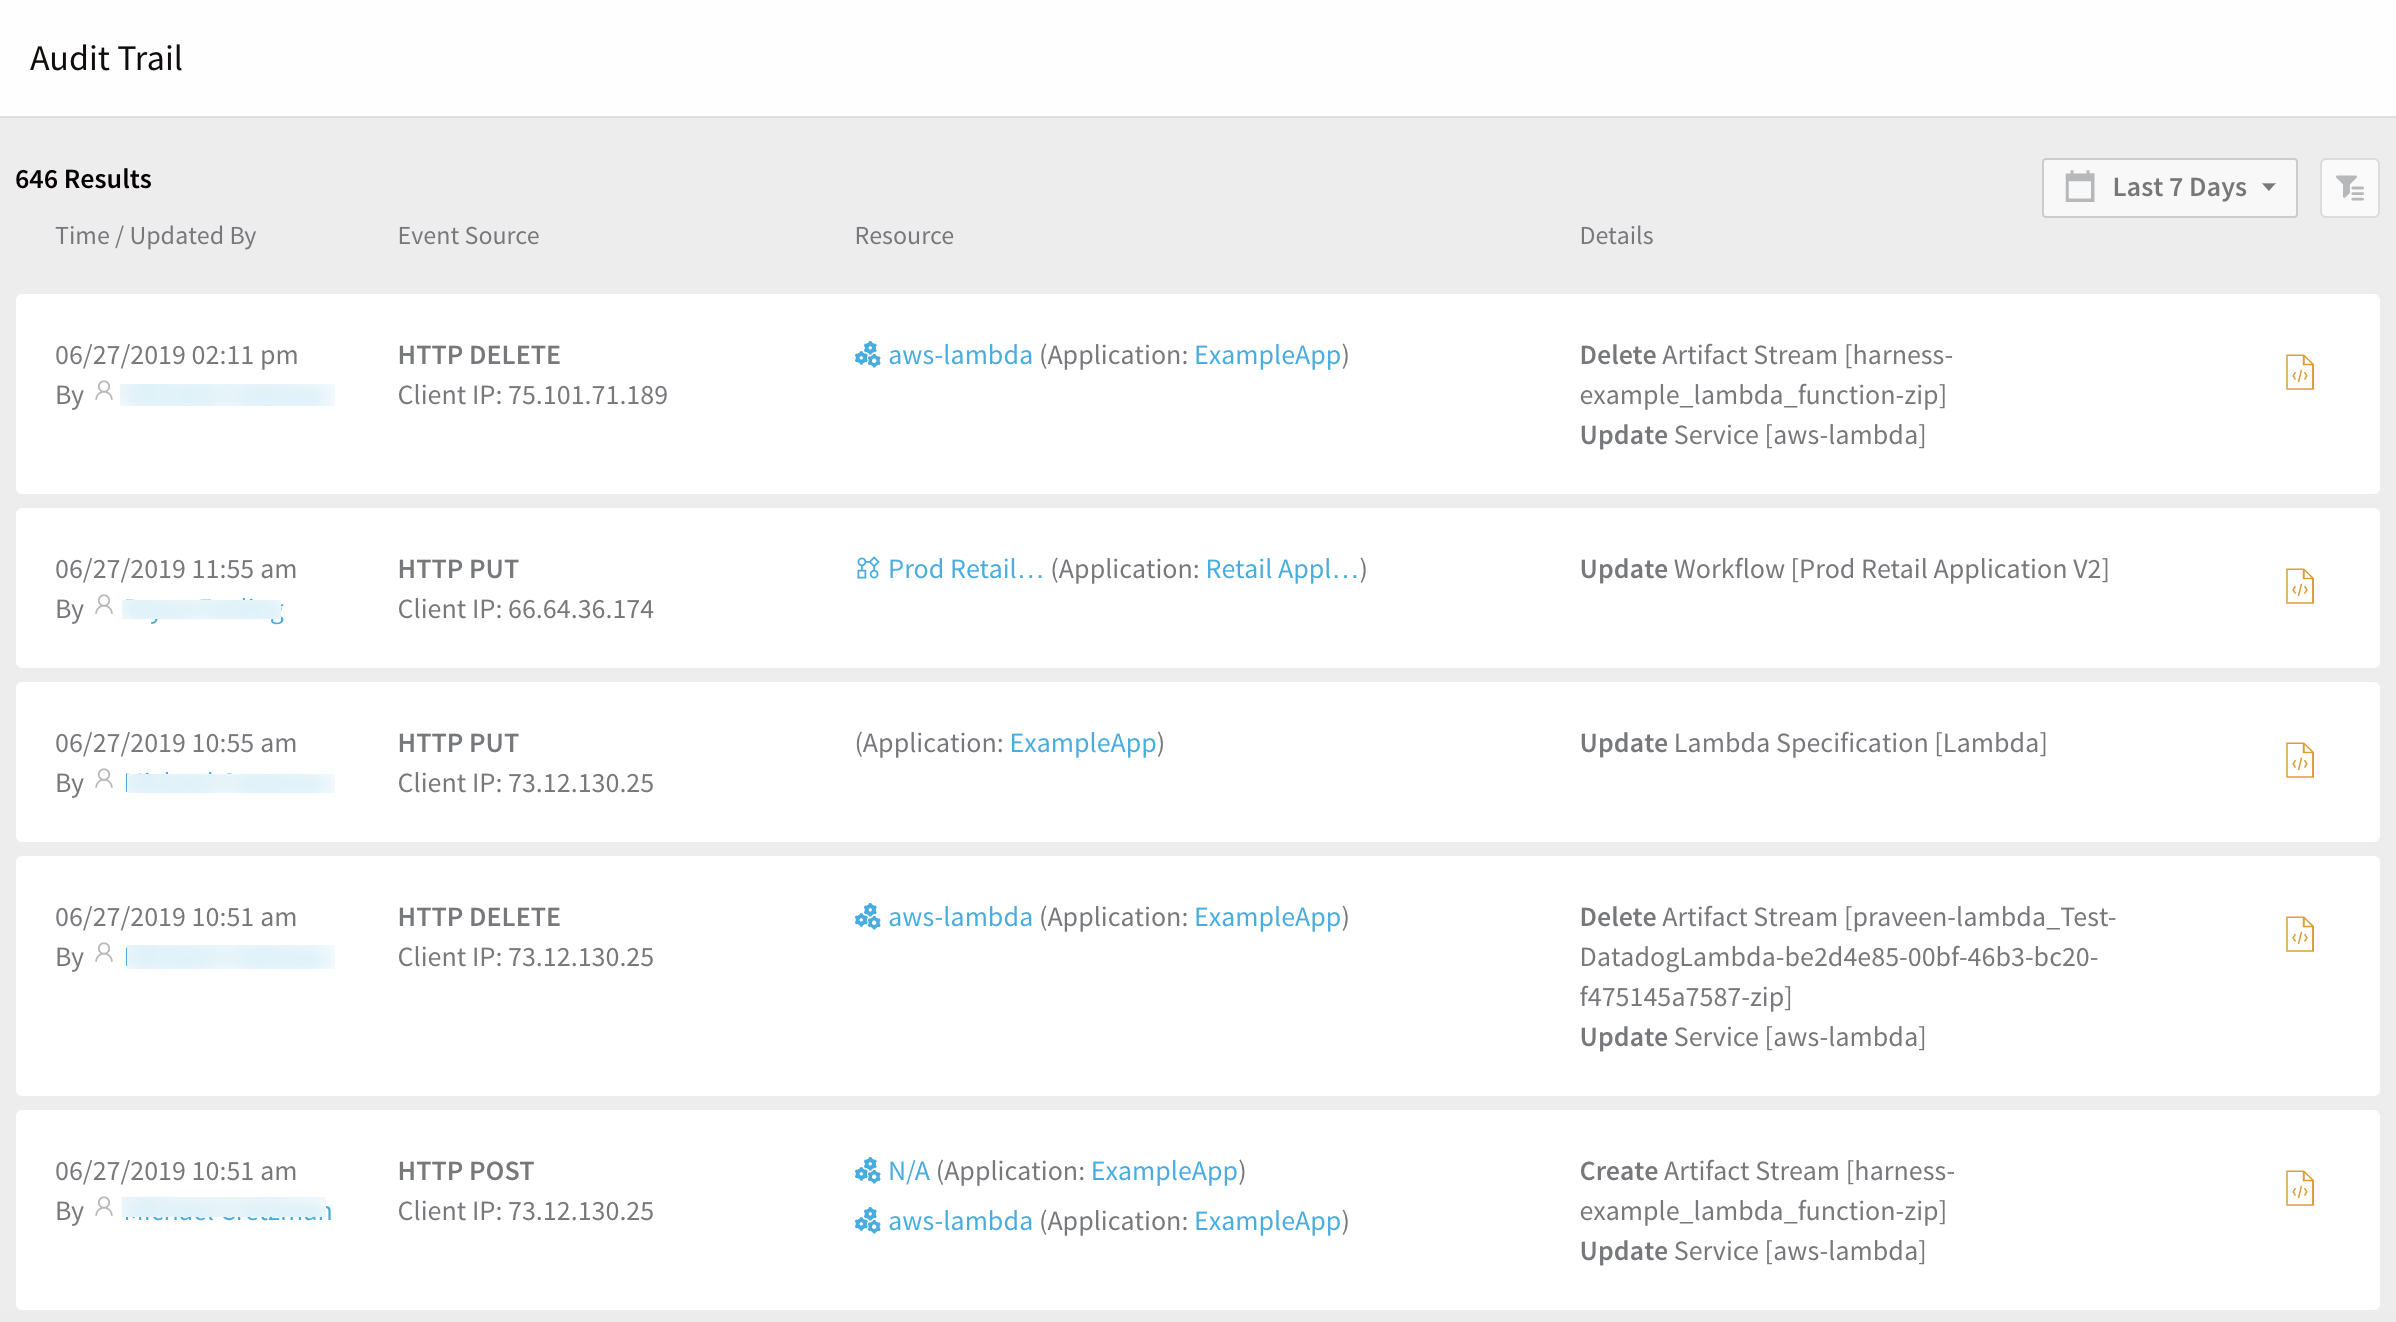 Audit Trail
646 Results
Last 7 Days
Time / Updated By
Event Source
Resource
Details
06/27/2019 02:11 pm
By
HTTP DELETE
Client IP: 75.101.71.189
aws-lambda (Application: ExampleApp)
Delete Artifact Stream [harness-
example_lambda_function-zip]
Update Service [aws-lambda]
06/27/2019 11:55 am
By
HTTP PUT
Client IP: 66.64.36.174
Prod Retail… (Application: Retail Appl…)
Update Workflow [Prod Retail Application V2]
06/27/2019 10:55 am
By
HTTP PUT
Client IP: 73.12.130.25
(Application: ExampleApp)
Update Lambda Specification [Lambda]
06/27/2019 10:51 am
By
HTTP DELETE
Client IP: 73.12.130.25
aws-lambda (Application: ExampleApp)
Delete Artifact Stream [praveen-lambda_Test-
DatadogLambda-be2d4e85-00bf-46b3-bc20-
f475145a7587-zip]
Update Service [aws-lambda]
06/27/2019 10:51 am
By
HTTP POST
Client IP: 73.12.130.25
N/A (Application: ExampleApp)
aws-lambda (Application: ExampleApp)
Create Artifact Stream [harness-
example_lambda_function-zip]
Update Service [aws-lambda]